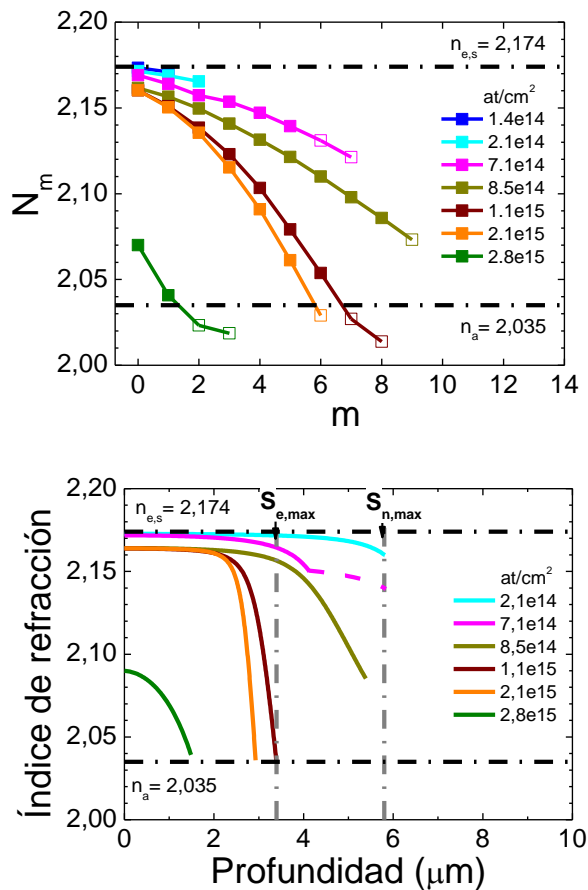 2,20
n_e,s = 2,174
2,15
at/cm²
1.4e14
2.1e14
7.1e14
8.5e14
1.1e15
2.1e15
2.8e15
2,10
N_m
2,05
n_a = 2,035
2,00
0 2 4 6 8 10 12 14
m
S_e,max S_n,max
2,20
n_e,s = 2,174
2,15
at/cm²
2,1e14
7,1e14
8,5e14
1,1e15
2,1e15
2,8e15
2,10
Índice de refracción
2,05
n_a = 2,035
2,00
0 2 4 6 8 10
Profundidad (μm)